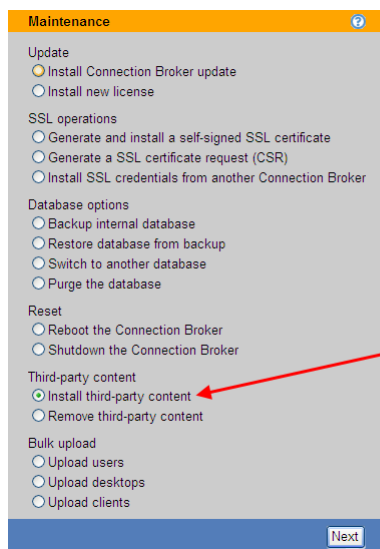 Maintenance
Update
Install Connection Broker update
Install new license
SSL operations
Generate and install a self-signed SSL certificate
Generate a SSL certificate request (CSR)
Install SSL credentials from another Connection Broker
Database options
Backup internal database
Restore database from backup
Switch to another database
Purge the database
Reset
Reboot the Connection Broker
Shutdown the Connection Broker
Third-party content
Install third-party content
Remove third-party content
Bulk upload
Upload users
Upload desktops
Upload clients
Next